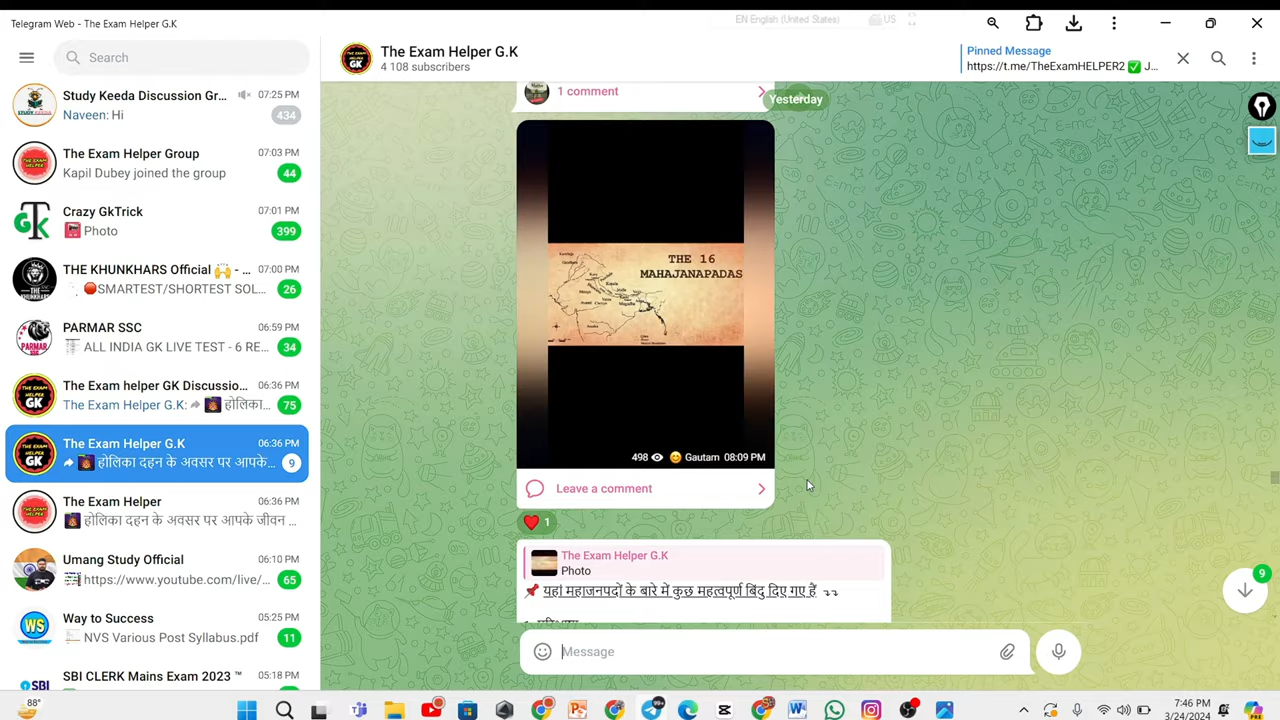 Telegram Web - The Exam Helper G.K
EN English (United States)
US
Search
The Exam Helper G.K
4 108 subscribers
Pinned Message
https://t.me/TheExamHELPER2 ✅ J...
Study Keeda Discussion Gr...
07:25 PM
Naveen: Hi
434
The Exam Helper Group
07:03 PM
Kapil Dubey joined the group
44
Crazy GkTrick
07:01 PM
Photo
399
THE KHUNKHARS Official 🙌 - ...
07:00 PM
🔴SMARTEST/SHORTEST SOL...
26
PARMAR SSC
06:59 PM
ALL INDIA GK LIVE TEST - 6 RE...
34
The Exam helper GK Discussio...
06:36 PM
The Exam Helper G.K: होलिका...
75
The Exam Helper G.K
06:36 PM
होलिका दहन के अवसर पर आपके...
9
The Exam Helper
06:36 PM
होलिका दहन के अवसर पर आपके जीवन ...
Umang Study Official
06:10 PM
https://www.youtube.com/live/...
65
Way to Success
05:25 PM
NVS Various Post Syllabus.pdf
11
SBI CLERK Mains Exam 2023 ™
05:18 PM
1 comment
Yesterday
THE 16
MAHAJANAPADAS
498
Gautam 08:09 PM
Leave a comment
1
The Exam Helper G.K
Photo
📌 यहां महाजनपदों के बारे में कुछ महत्वपूर्ण बिंदु दिए गए हैं
9
Message
88°
99+
7:46 PM
3/24/2024